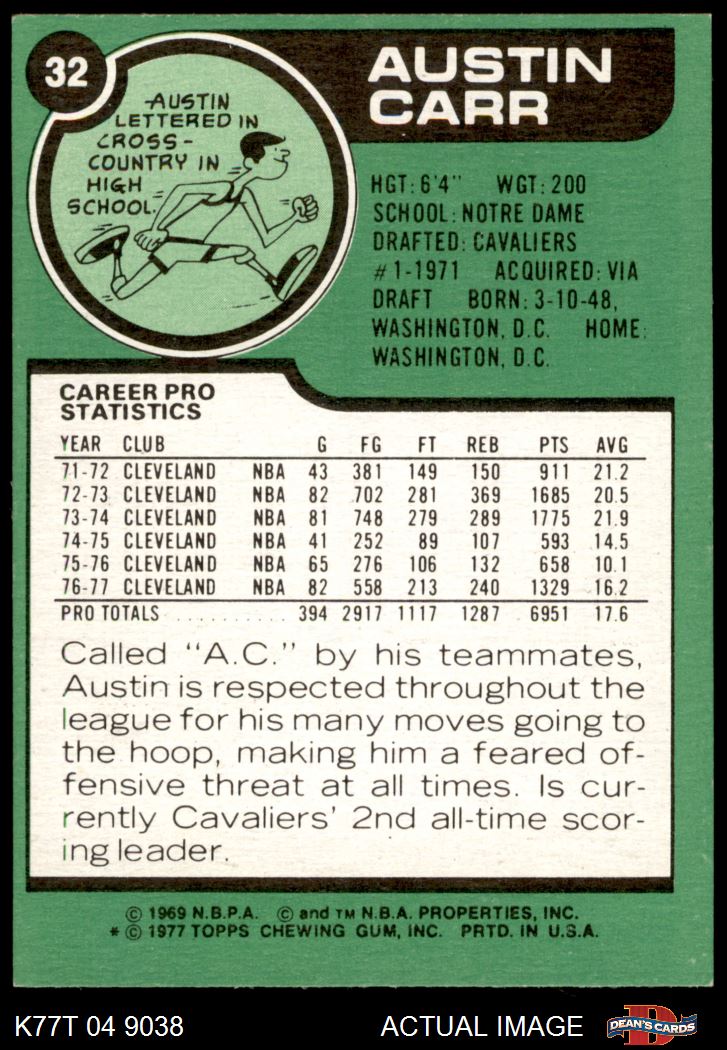 32
AUSTIN
CARR
-AUSTIN
LETTERED IN
CROSS-
COUNTRY IN
HIGH
SCHOOL.
HGT: 6'4" WGT: 200
SCHOOL: NOTRE DAME
DRAFTED: CAVALIERS
#1-1971 ACQUIRED: VIA
DRAFT BORN: 3-10-48,
WASHINGTON, D.C. HOME:
WASHINGTON, D.C.
CAREER PRO
STATISTICS
YEAR CLUB G FG FT REB PTS AVG
71-72 CLEVELAND NBA 43 381 149 150 911 21.2
72-73 CLEVELAND NBA 82 702 281 369 1685 20.5
73-74 CLEVELAND NBA 81 748 279 289 1775 21.9
74-75 CLEVELAND NBA 41 252 89 107 593 14.5
75-76 CLEVELAND NBA 65 276 106 132 658 10.1
76-77 CLEVELAND NBA 82 558 213 240 1329 16.2
PRO TOTALS . . . . . . . . . . 394 2917 1117 1287 6951 17.6
Called "A.C." by his teammates,
Austin is respected throughout the
league for his many moves going to
the hoop, making him a feared of-
fensive threat at all times. Is cur-
rently Cavaliers' 2nd all-time scor-
ing leader.
© 1969 N.B.P.A. © and TM N.B.A. PROPERTIES, INC.
* © 1977 TOPPS CHEWING GUM, INC. PRTD. IN U.S.A.
K77T 04 9038 ACTUAL IMAGE D DEAN'S CARDS